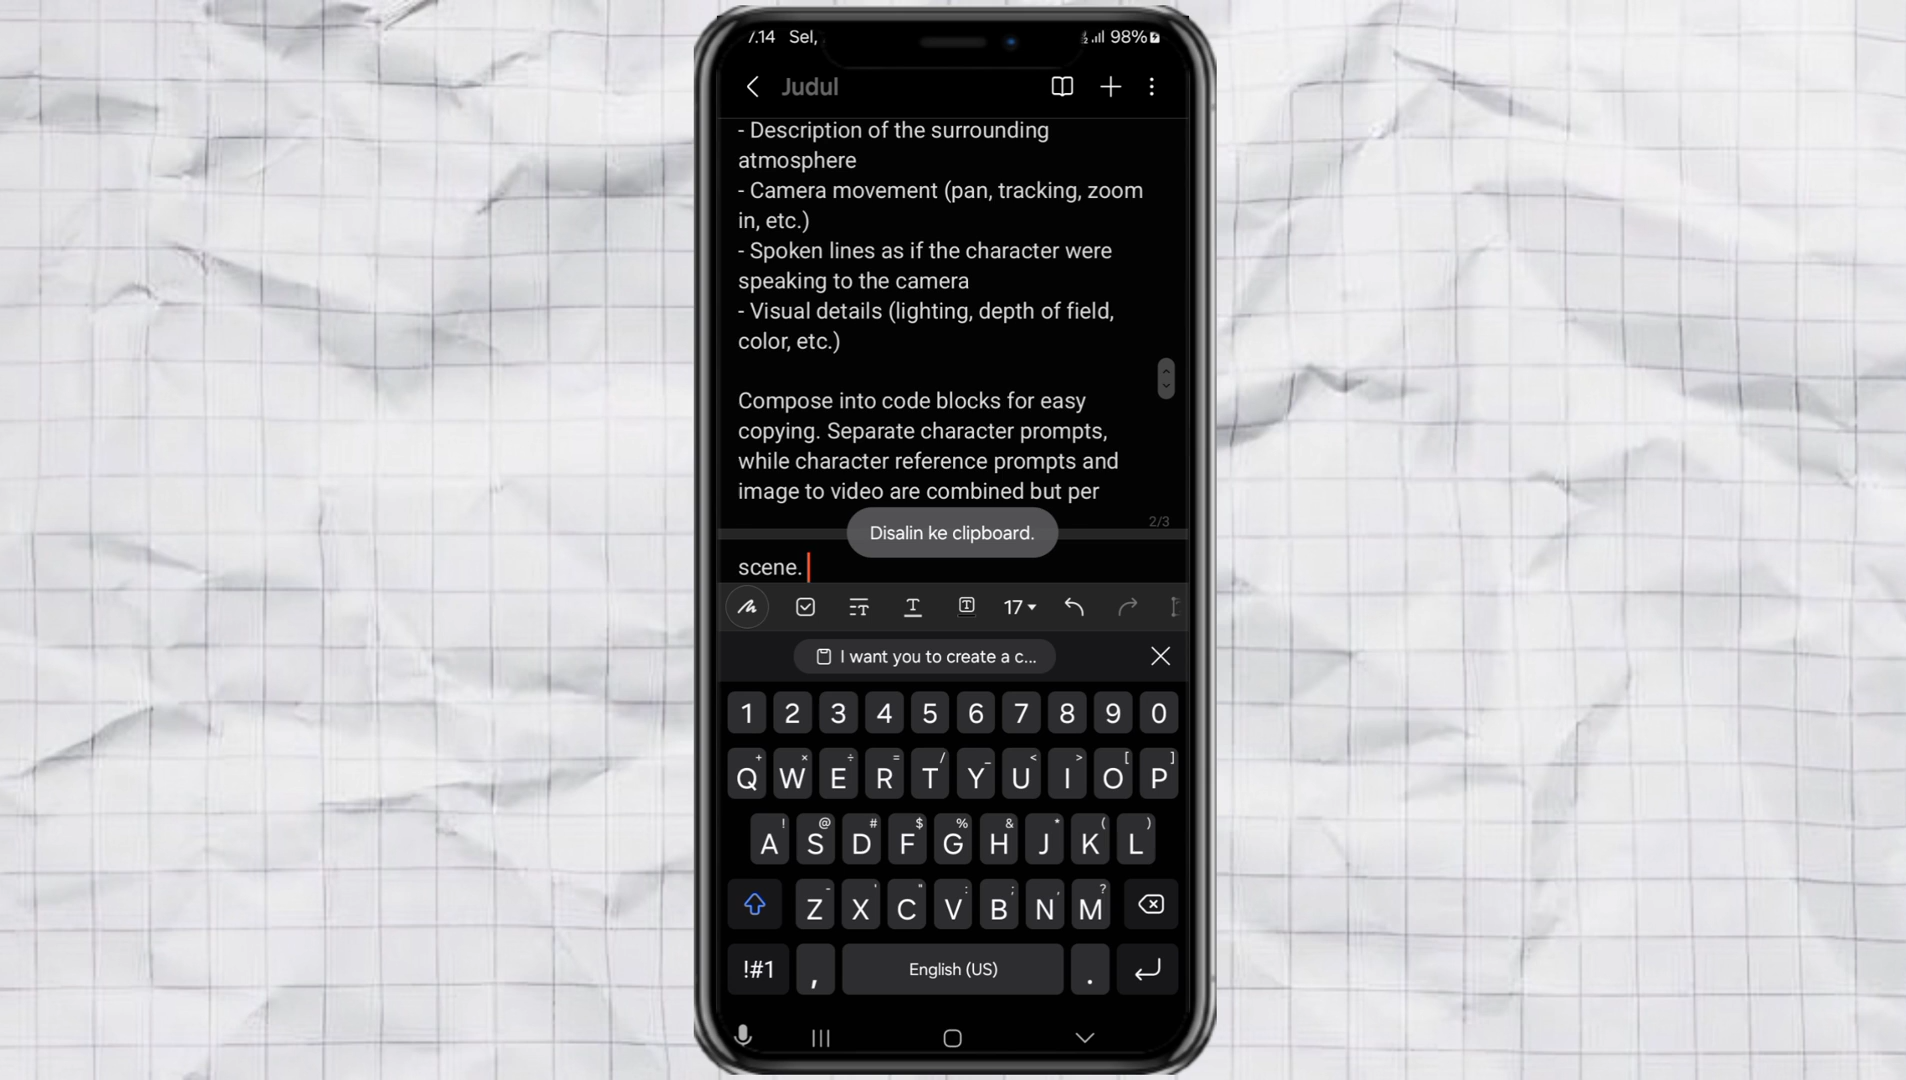 7.14 Sel,
98%
Judul
- Description of the surrounding
atmosphere
- Camera movement (pan, tracking, zoom
in, etc.)
- Spoken lines as if the character were
speaking to the camera
- Visual details (lighting, depth of field,
color, etc.)
Compose into code blocks for easy
copying. Separate character prompts,
while character reference prompts and
image to video are combined but per
2/3
Disalin ke clipboard.
scene.
17
I want you to create a c...
1 2 3 4 5 6 7 8 9 0
+ × ÷ = / _ < > [ ]
Q W E R T Y U I O P
! @ # $ % & * ( )
A S D F G H J K L
- ' " : ; , ?
Z X C V B N M
!#1 , English (US) .